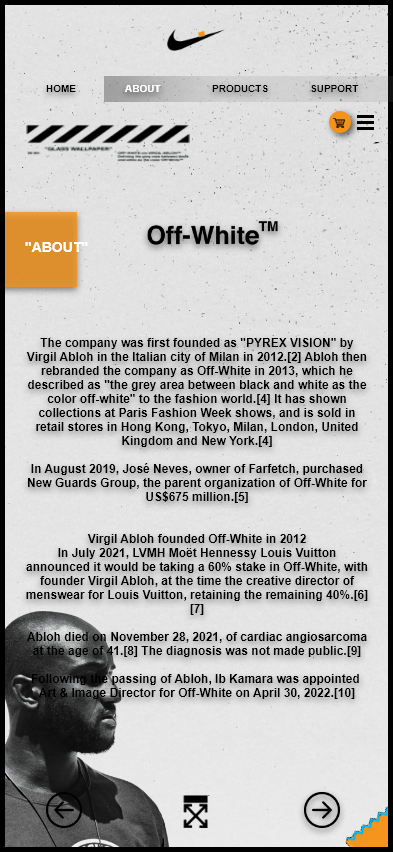 HOME ABOUT PRODUCTS SUPPORT
"GLASS WALLPAPER"
"ABOUT"
Off-White™
The company was first founded as "PYREX VISION" by
Virgil Abloh in the Italian city of Milan in 2012.[2] Abloh then
rebranded the company as Off-White in 2013, which he
described as "the grey area between black and white as the
color off-white" to the fashion world.[4] It has shown
collections at Paris Fashion Week shows, and is sold in
retail stores in Hong Kong, Tokyo, Milan, London, United
Kingdom and New York.[4]
In August 2019, José Neves, owner of Farfetch, purchased
New Guards Group, the parent organization of Off-White for
US$675 million.[5]
Virgil Abloh founded Off-White in 2012
In July 2021, LVMH Moët Hennessy Louis Vuitton
announced it would be taking a 60% stake in Off-White, with
founder Virgil Abloh, at the time the creative director of
menswear for Louis Vuitton, retaining the remaining 40%.[6]
[7]
Abloh died on November 28, 2021, of cardiac angiosarcoma
at the age of 41.[8] The diagnosis was not made public.[9]
Following the passing of Abloh, Ib Kamara was appointed
Art & Image Director for Off-White on April 30, 2022.[10]